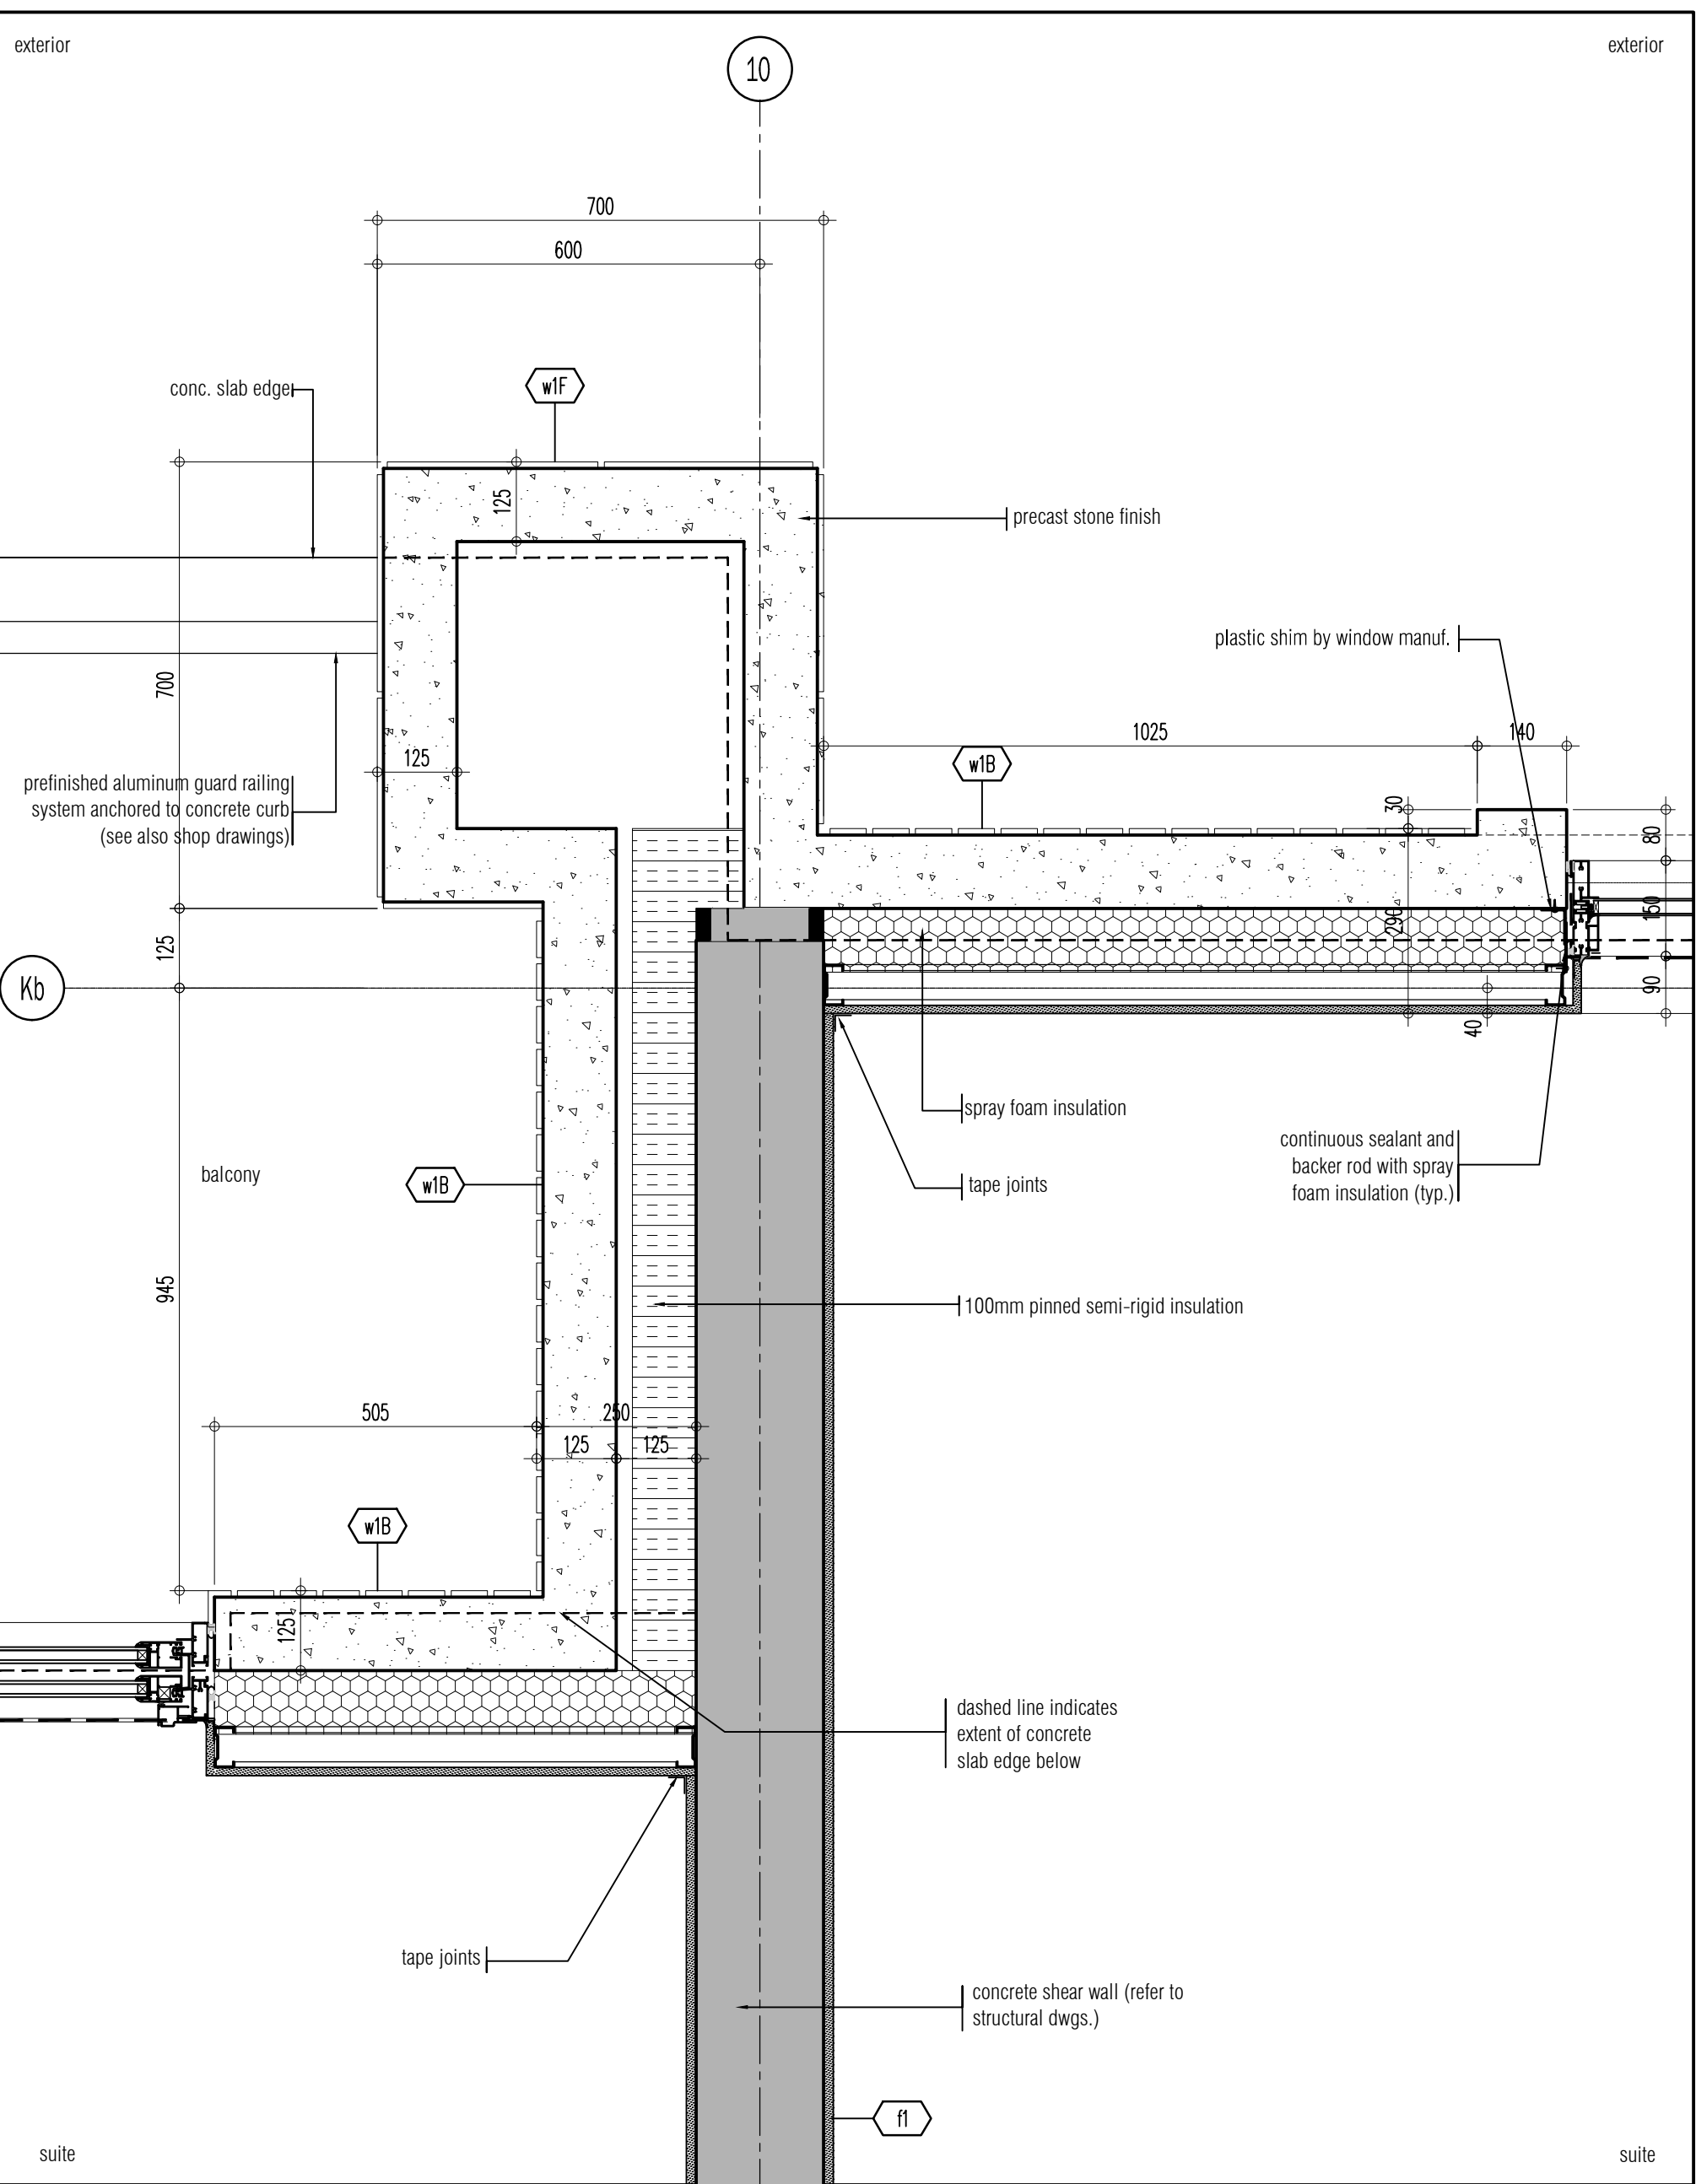 exterior
exterior
10
700
600
conc. slab edge
w1F
125
precast stone finish
plastic shim by window manuf.
700
1025
140
125
w1B
30
80
prefinished aluminum guard railing
system anchored to concrete curb
(see also shop drawings)
290
150
125
Kb
90
40
spray foam insulation
continuous sealant and
backer rod with spray
foam insulation (typ.)
balcony
w1B
tape joints
945
100mm pinned semi-rigid insulation
505
250
125
125
w1B
125
dashed line indicates
extent of concrete
slab edge below
tape joints
concrete shear wall (refer to
structural dwgs.)
f1
suite
suite